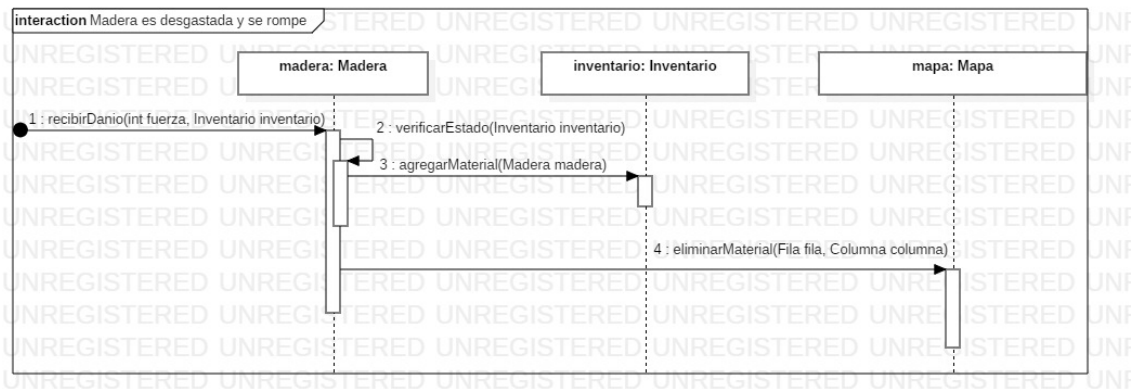 interaction Madera es desgastada y se rompe
madera: Madera
inventario: Inventario
mapa: Mapa
1 : recibirDanio(int fuerza, Inventario inventario)
2 : verificarEstado(Inventario inventario)
3 : agregarMaterial(Madera madera)
4 : eliminarMaterial(Fila fila, Columna columna)
UNREGISTERED